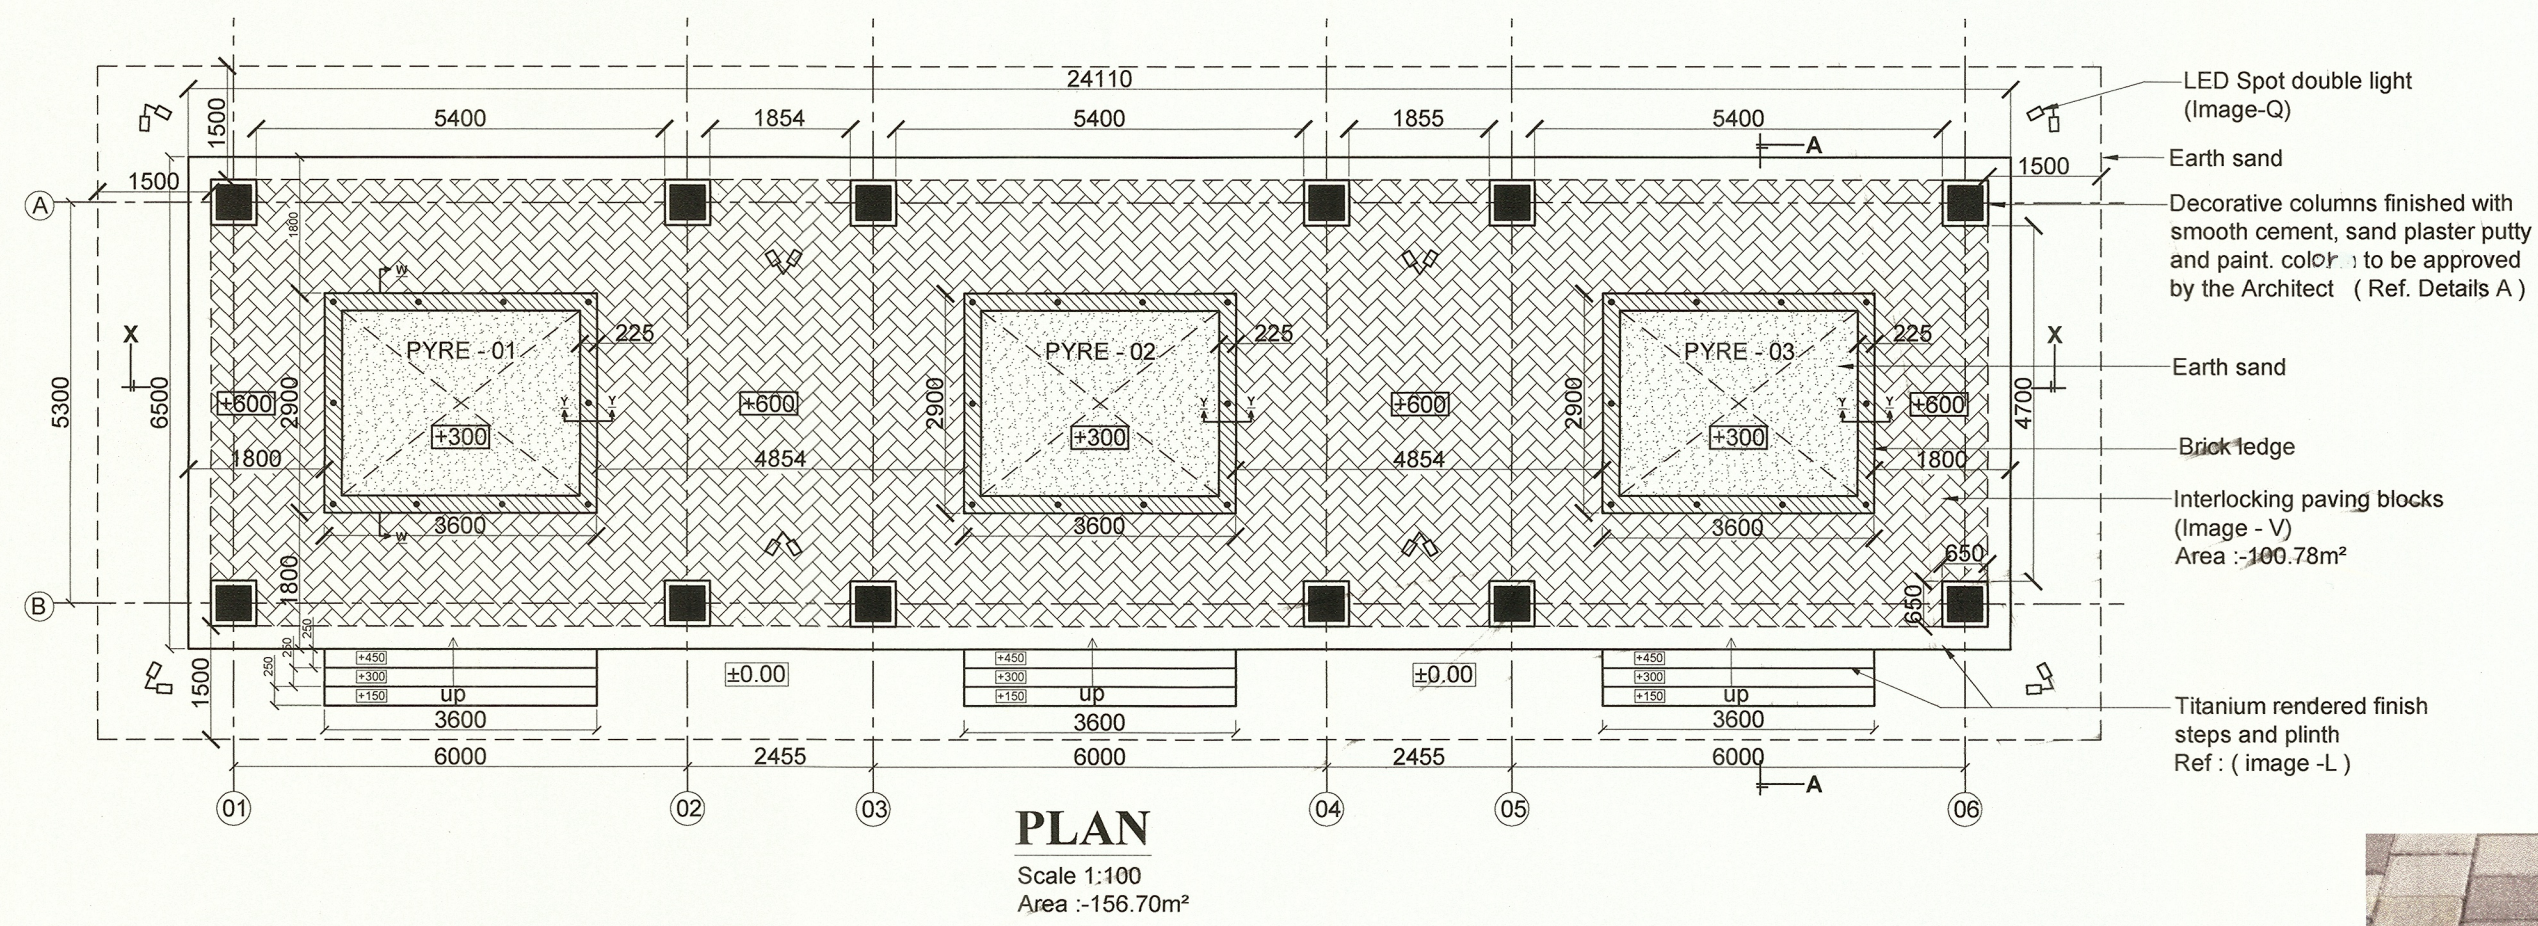 24110
LED Spot double light
(Image-Q)
5400
1854
5400
1855
5400
1500
A
Earth sand
1500
1500
A
Decorative columns finished with
smooth cement, sand plaster putty
and paint. color to be approved
by the Architect ( Ref. Details A )
1800
W
X
PYRE - 01
225
PYRE - 02
225
PYRE - 03
225
X
Earth sand
5300
6500
+600
2900
Y
Y
+600
2900
Y
Y
+600
2900
Y
Y
+600
4700
+300
+300
+300
Brick ledge
1800
4854
4854
1800
Interlocking paving blocks
(Image - V)
Area :-100.78m²
3600
3600
3600
W
650
1800
650
B
250
250
250
1500
+450
+300
+150
up
±0.00
+450
+300
+150
up
±0.00
+450
+300
+150
up
Titanium rendered finish
steps and plinth
Ref : ( image -L )
3600
3600
3600
6000
2455
6000
2455
6000
A
01
02
03
04
05
06
PLAN
Scale 1:100
Area :-156.70m²